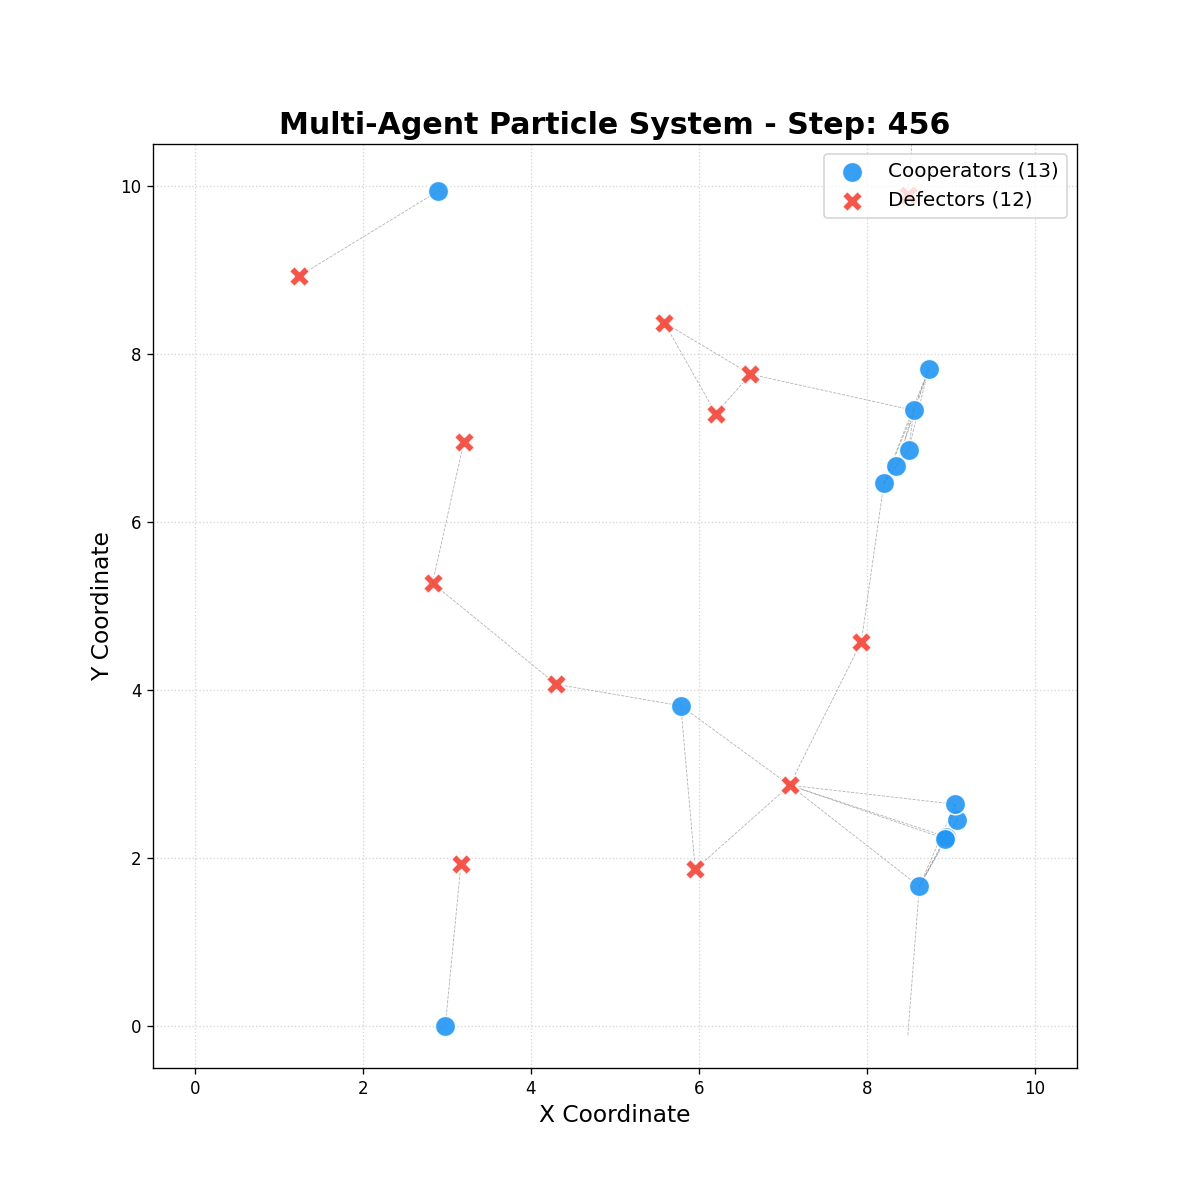 Multi-Agent Particle System - Step: 456
Cooperators (13)
Defectors (12)
10
8
6
4
2
0
Y Coordinate
0 2 4 6 8 10
X Coordinate